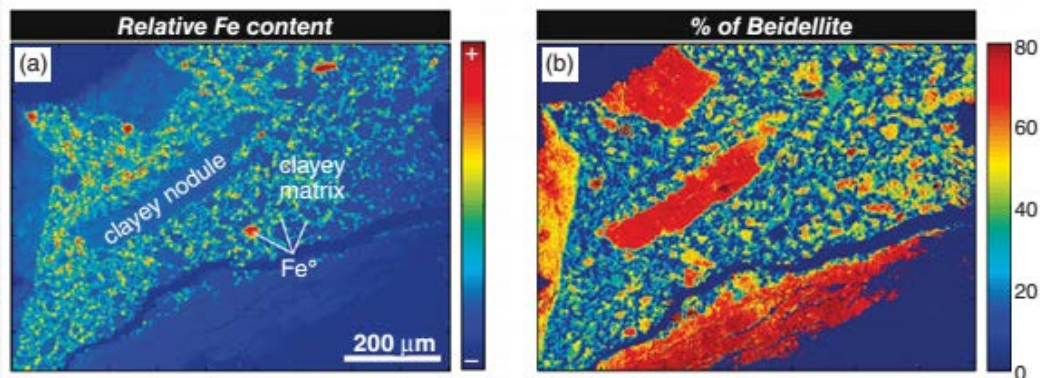 Relative Fe content
(a)
+
clayey nodule
clayey
matrix
Fe°
200 μm
–
% of Beidellite
(b)
80
60
40
20
0